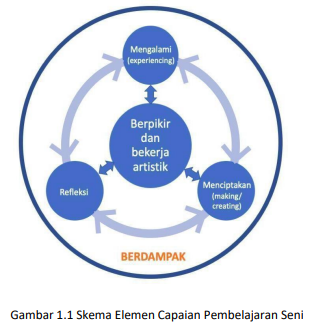 Mengalami
(experiencing)
Berpikir
dan
bekerja
artistik
Refleksi
Menciptakan
(making/
creating)
BERDAMPAK
Gambar 1.1 Skema Elemen Capaian Pembelajaran Seni